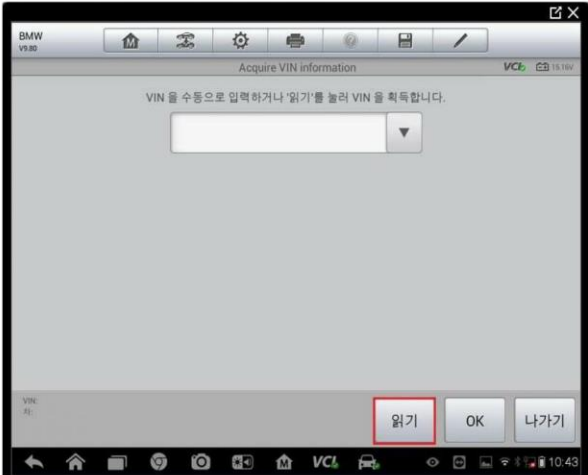 BMW
V9.80
Acquire VIN information
VCI
15.16V
VIN 을 수동으로 입력하거나 '읽기'를 눌러 VIN 을 획득합니다.
VIN:
차:
읽기
OK
나가기
VCI
10:43